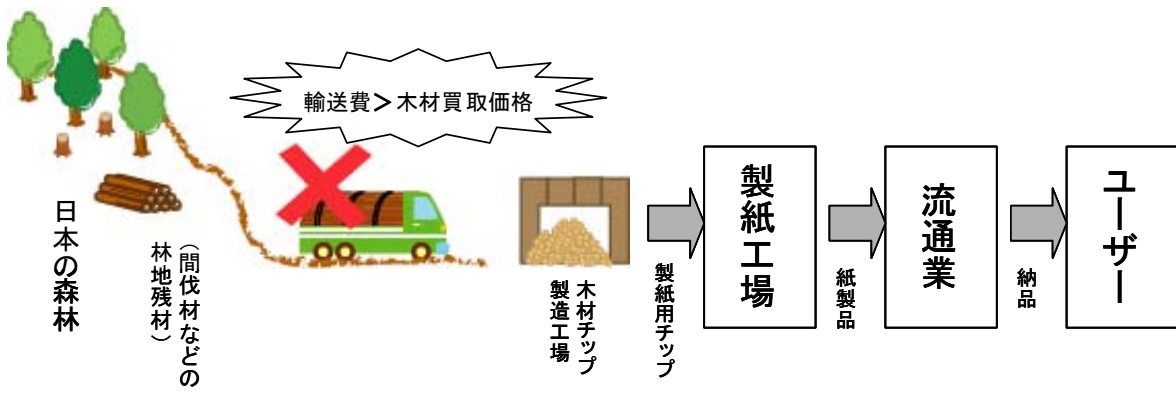 輸送費＞木材買取価格
日本の森林
（間伐材などの
林地残材）
木材チップ
製造工場
製紙用チップ
製紙工場
紙製品
流通業
納品
ユーザー